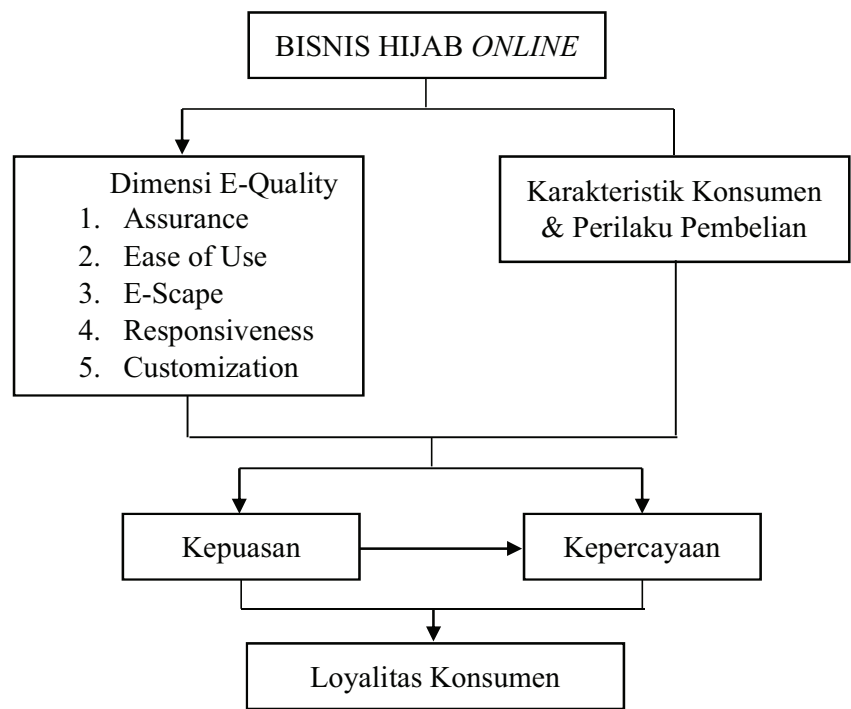 BISNIS HIJAB ONLINE
Dimensi E-Quality
1. Assurance
2. Ease of Use
3. E-Scape
4. Responsiveness
5. Customization
Karakteristik Konsumen
& Perilaku Pembelian
Kepuasan
Kepercayaan
Loyalitas Konsumen